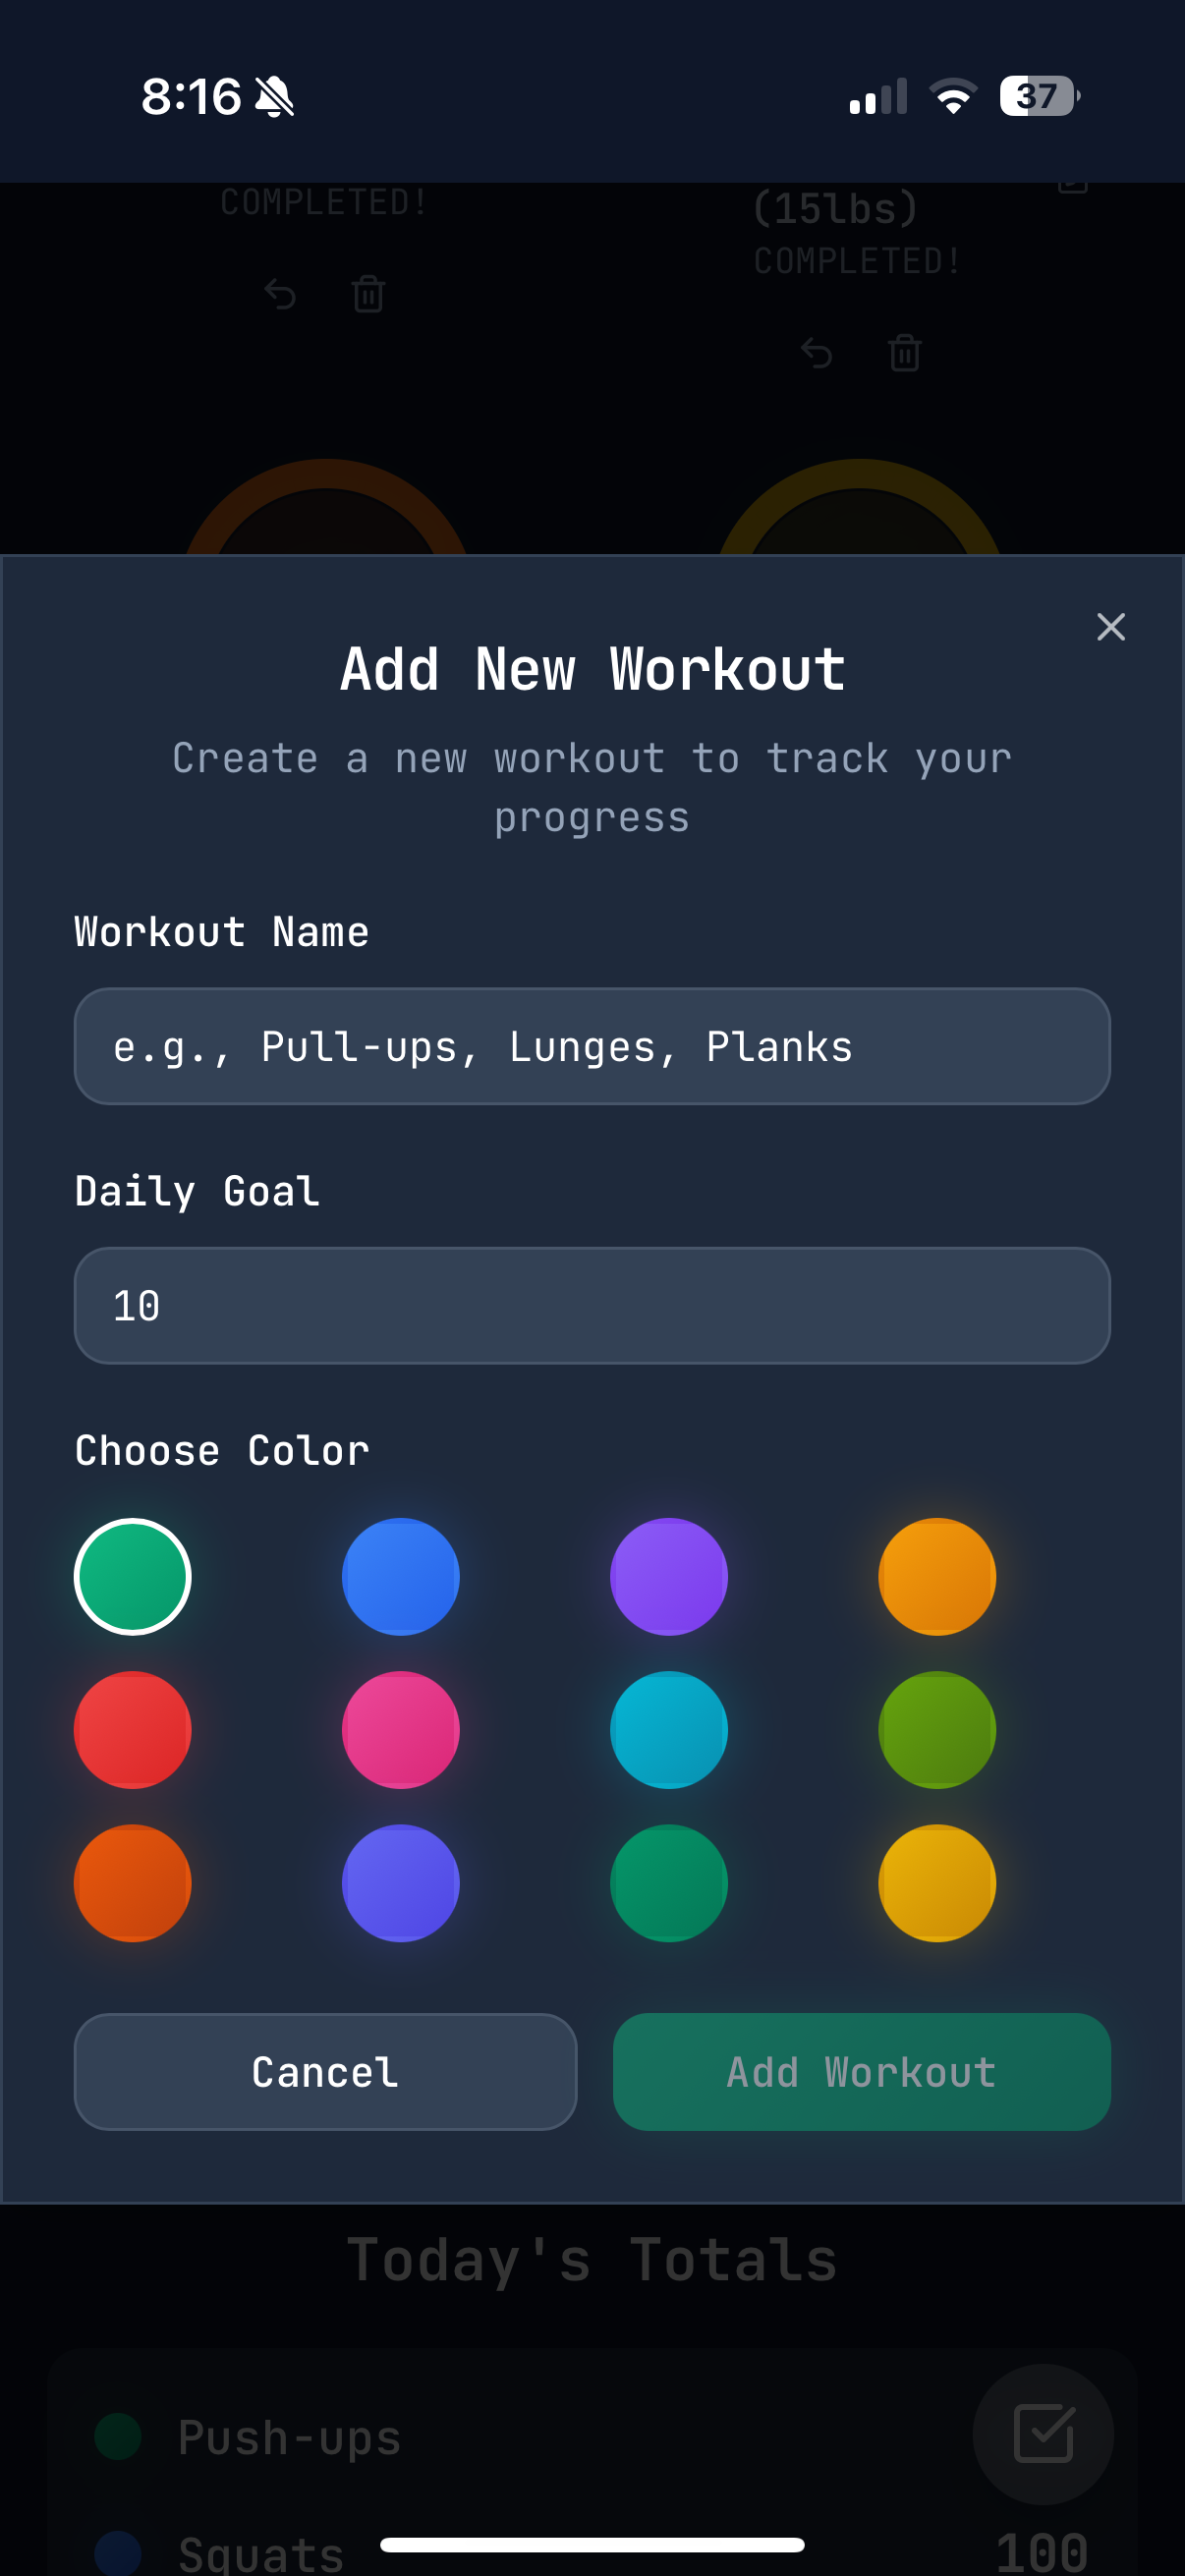 8:16
37
COMPLETED!
(15lbs)
COMPLETED!
Add New Workout
Create a new workout to track your
progress
Workout Name
e.g., Pull-ups, Lunges, Planks
Daily Goal
10
Choose Color
Cancel
Add Workout
Today's Totals
Push-ups
Squats
100